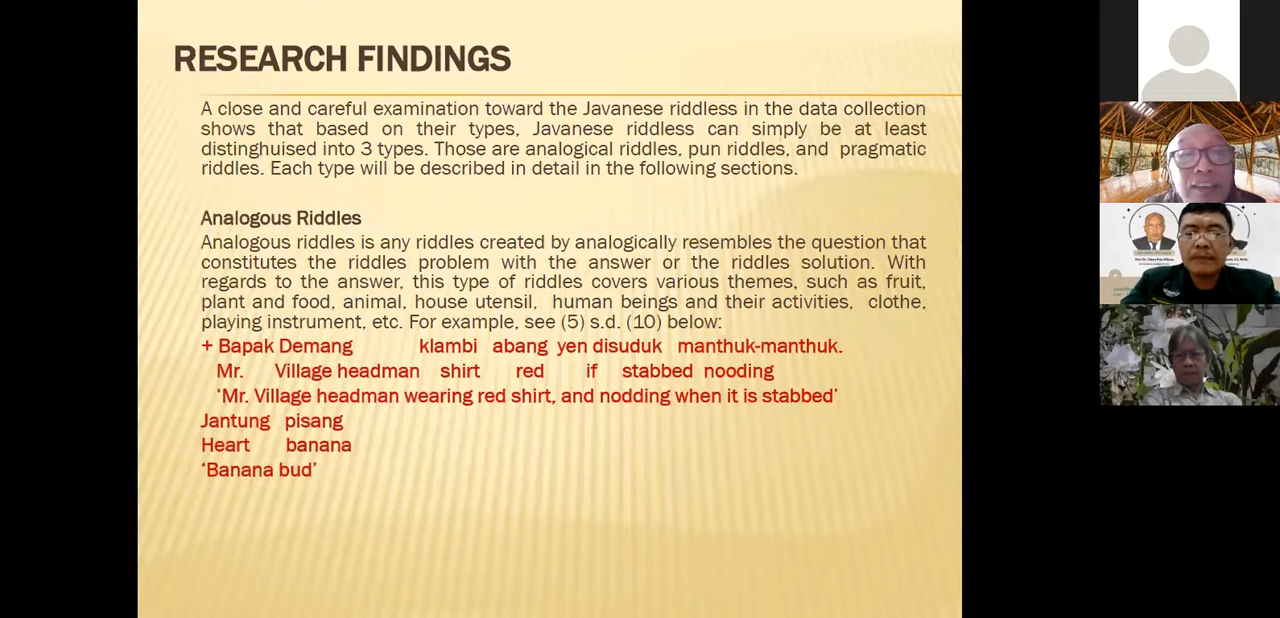 RESEARCH FINDINGS
A close and careful examination toward the Javanese riddless in the data collection
shows that based on their types, Javanese riddless can simply be at least
distinghuised into 3 types. Those are analogical riddles, pun riddles, and pragmatic
riddles. Each type will be described in detail in the following sections.
Analogous Riddles
Analogous riddles is any riddles created by analogically resembles the question that
constitutes the riddles problem with the answer or the riddles solution. With
regards to the answer, this type of riddles covers various themes, such as fruit,
plant and food, animal, house utensil, human beings and their activities, clothe,
playing instrument, etc. For example, see (5) s.d. (10) below:
+ Bapak Demang klambi abang yen disuduk manthuk-manthuk.
Mr. Village headman shirt red if stabbed nooding
‘Mr. Village headman wearing red shirt, and nodding when it is stabbed’
Jantung pisang
Heart banana
‘Banana bud’